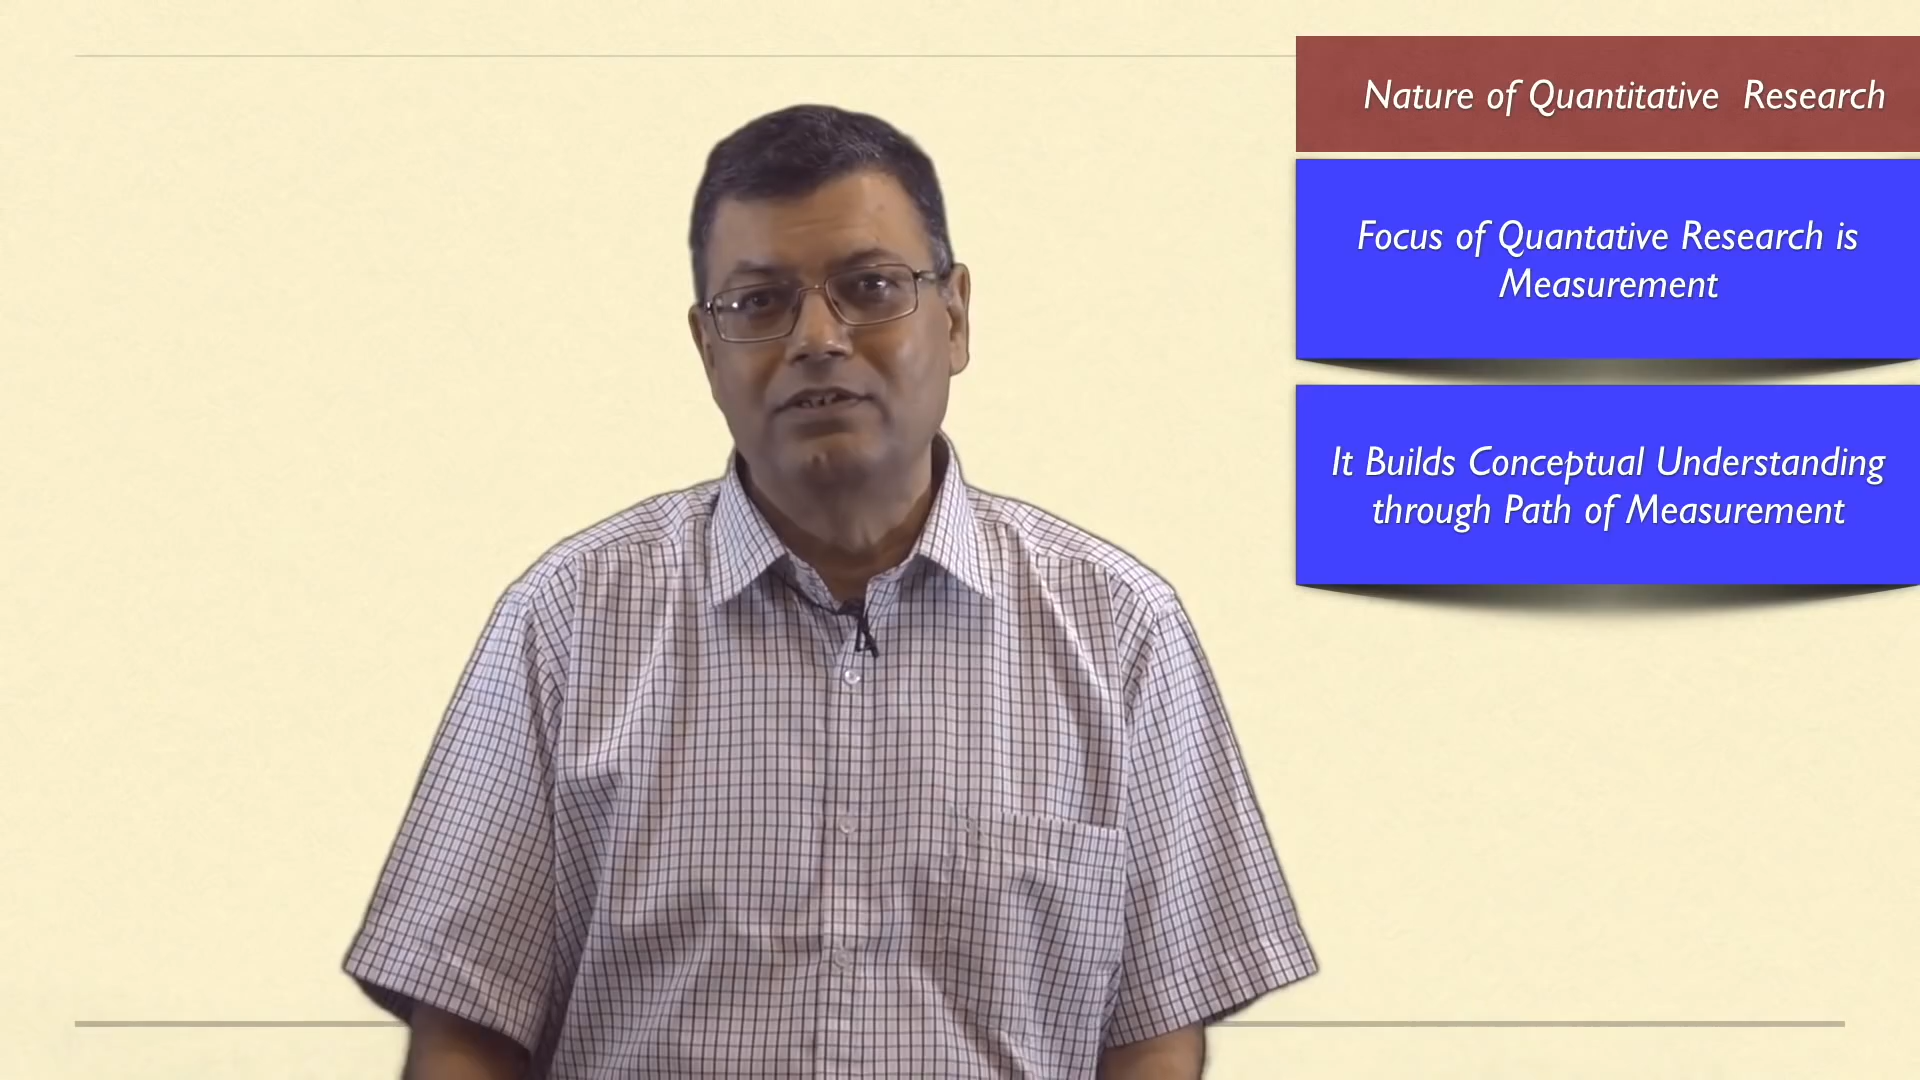 Nature of Quantitative Research
Focus of Quantative Research is
Measurement
It Builds Conceptual Understanding
through Path of Measurement